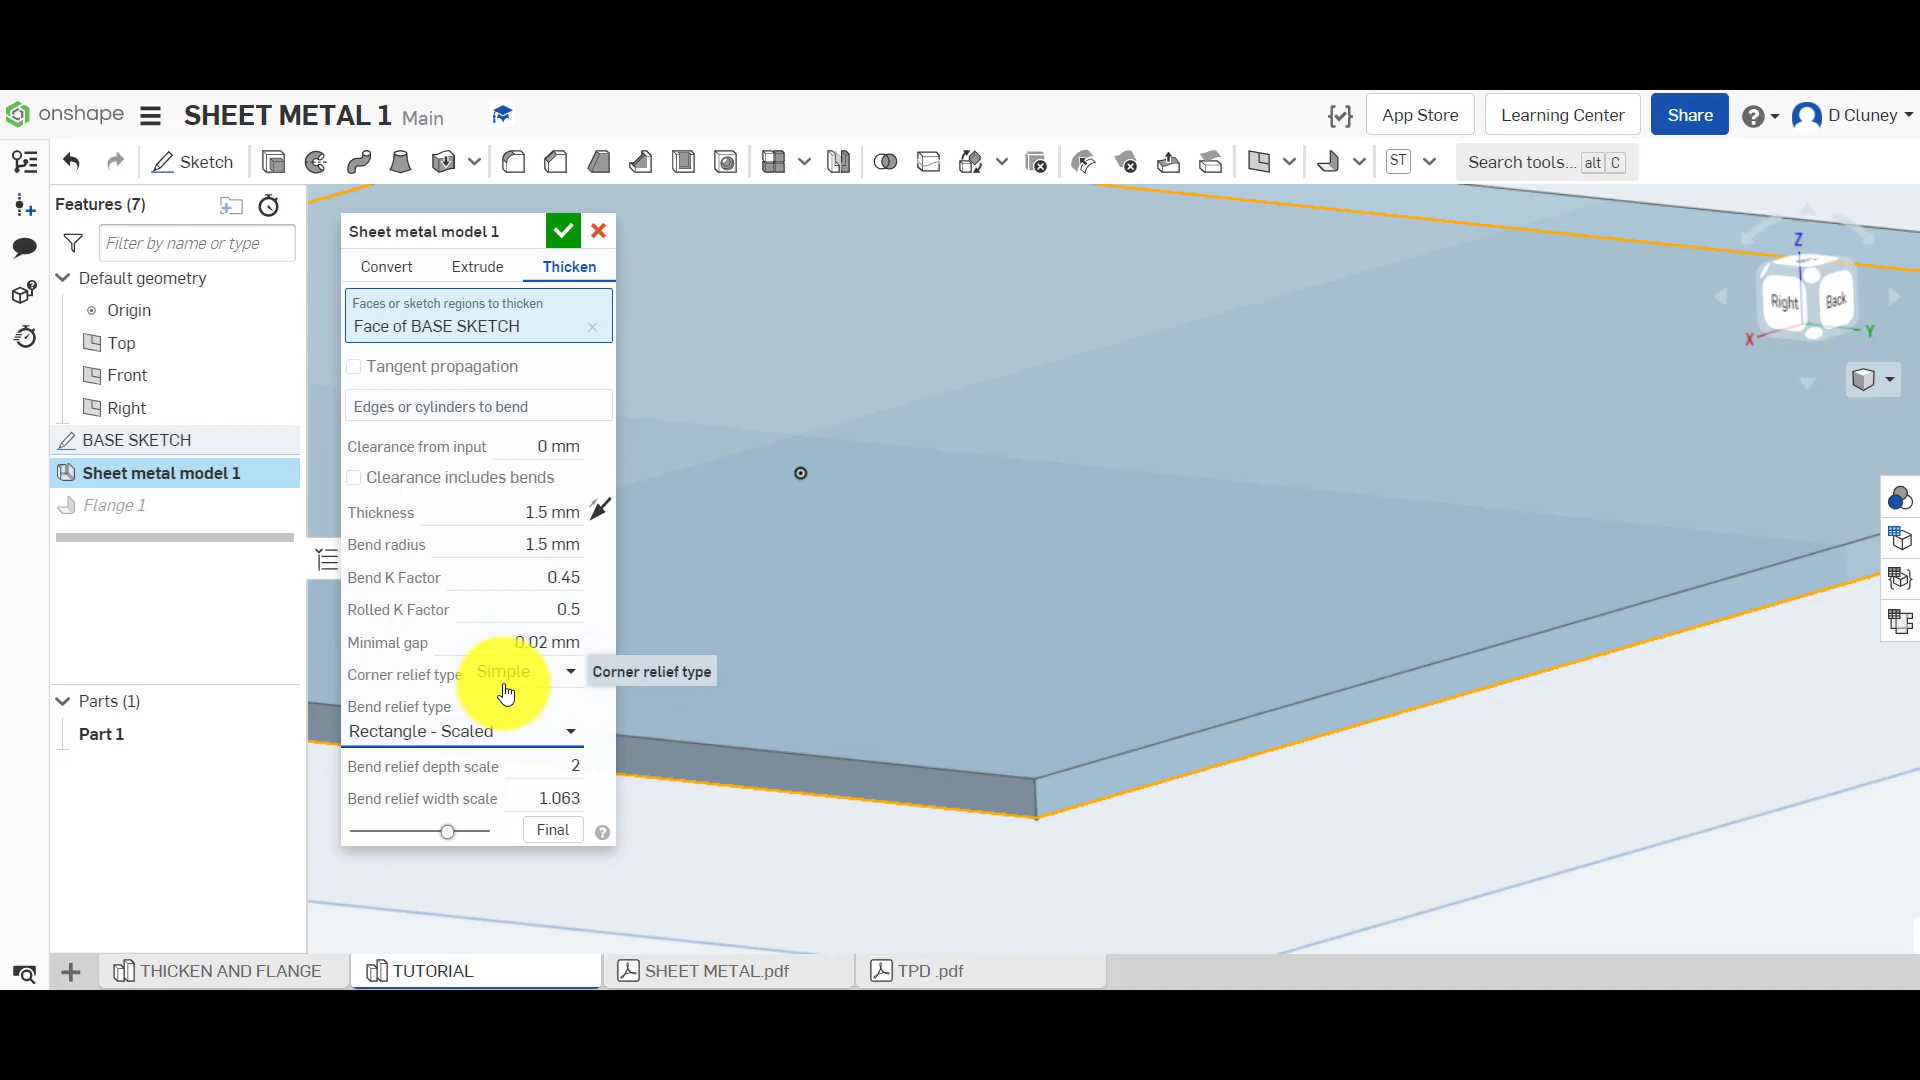 onshape SHEET METAL 1 Main App Store Learning Center Share D Cluney
Sketch ST Search tools... alt C
Features (7)
Filter by name or type
Default geometry
Origin
Top
Front
Right
BASE SKETCH
Sheet metal model 1
Flange 1
Parts (1)
Part 1
Sheet metal model 1
Convert Extrude Thicken
Faces or sketch regions to thicken
Face of BASE SKETCH
Tangent propagation
Edges or cylinders to bend
Clearance from input 0 mm
Clearance includes bends
Thickness 1.5 mm
Bend radius 1.5 mm
Bend K Factor 0.45
Rolled K Factor 0.5
Minimal gap 0.02 mm
Corner relief type Simple
Corner relief type
Bend relief type
Rectangle - Scaled
Bend relief depth scale 2
Bend relief width scale 1.063
Final
Z
Right Back
X Y
THICKEN AND FLANGE TUTORIAL SHEET METAL.pdf TPD .pdf